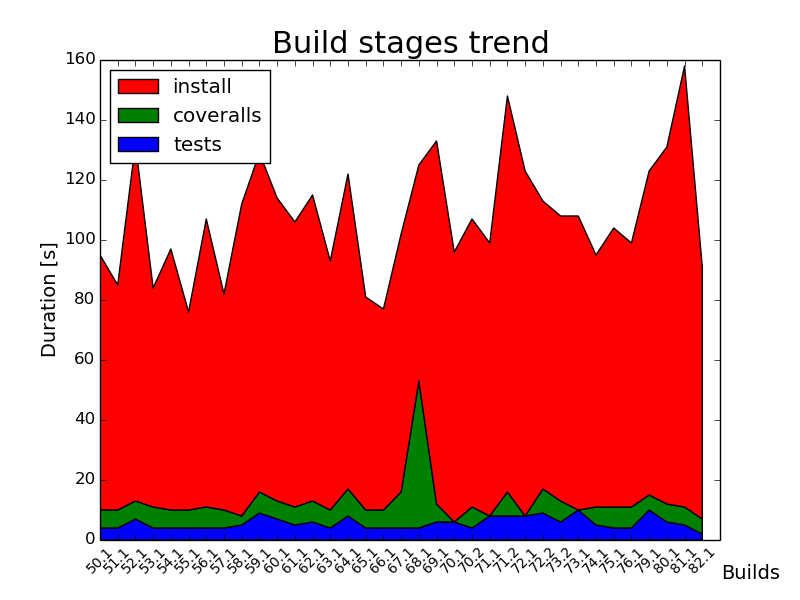 Build stages trend
install
coveralls
tests
160
140
120
100
80
60
40
20
0
Duration [s]
50.1 51.1 52.1 53.1 54.1 55.1 56.1 57.1 58.1 59.1 60.1 61.1 62.1 63.1 64.1 65.1 66.1 67.1 68.1 69.1 70.1 70.2 71.1 71.2 72.1 72.2 73.2 73.1 74.1 75.1 76.1 79.1 80.1 81.1 82.1
Builds